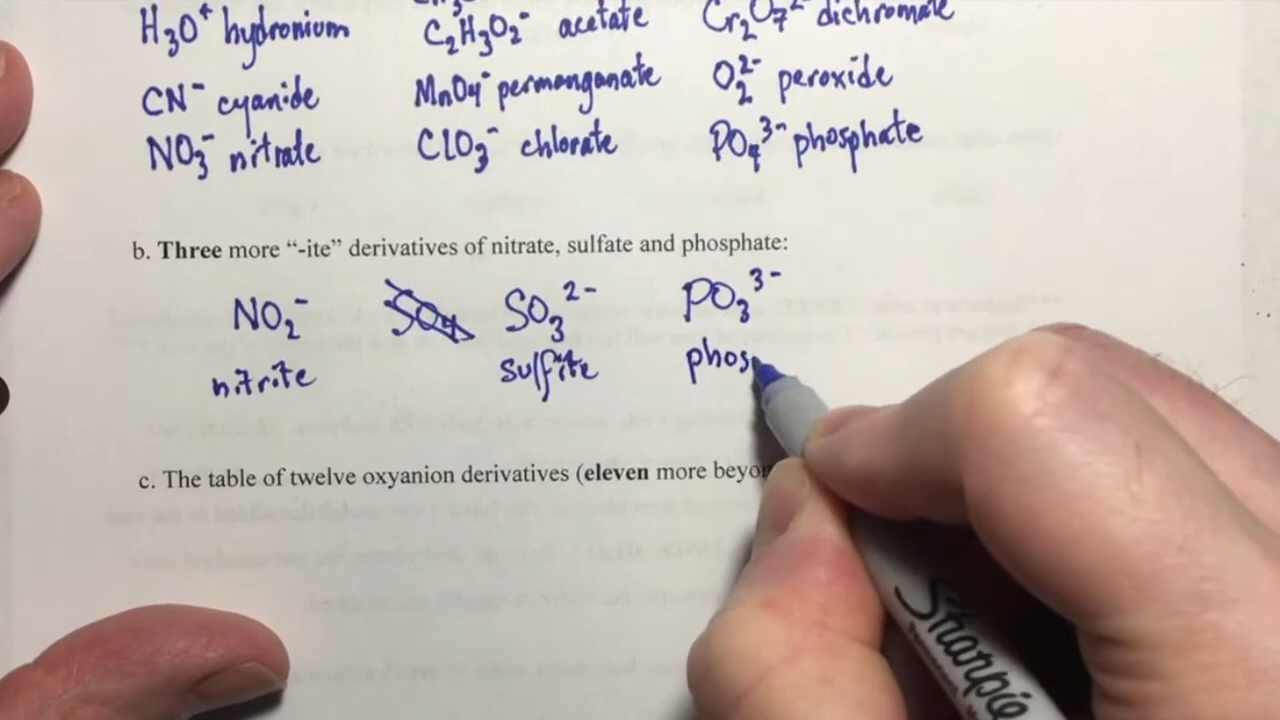 H₃O⁺ hydronium C₂H₃O₂⁻ acetate Cr₂O₇²⁻ dichromate
CN⁻ cyanide MnO₄⁻ permanganate O₂²⁻ peroxide
NO₃⁻ nitrate ClO₃⁻ chlorate PO₄³⁻ phosphate
b. Three more “-ite” derivatives of nitrate, sulfate and phosphate:
NO₂⁻ SO₄ SO₃²⁻ PO₃³⁻
nitrite sulfite phos
c. The table of twelve oxyanion derivatives (eleven more beyon
Sharpie